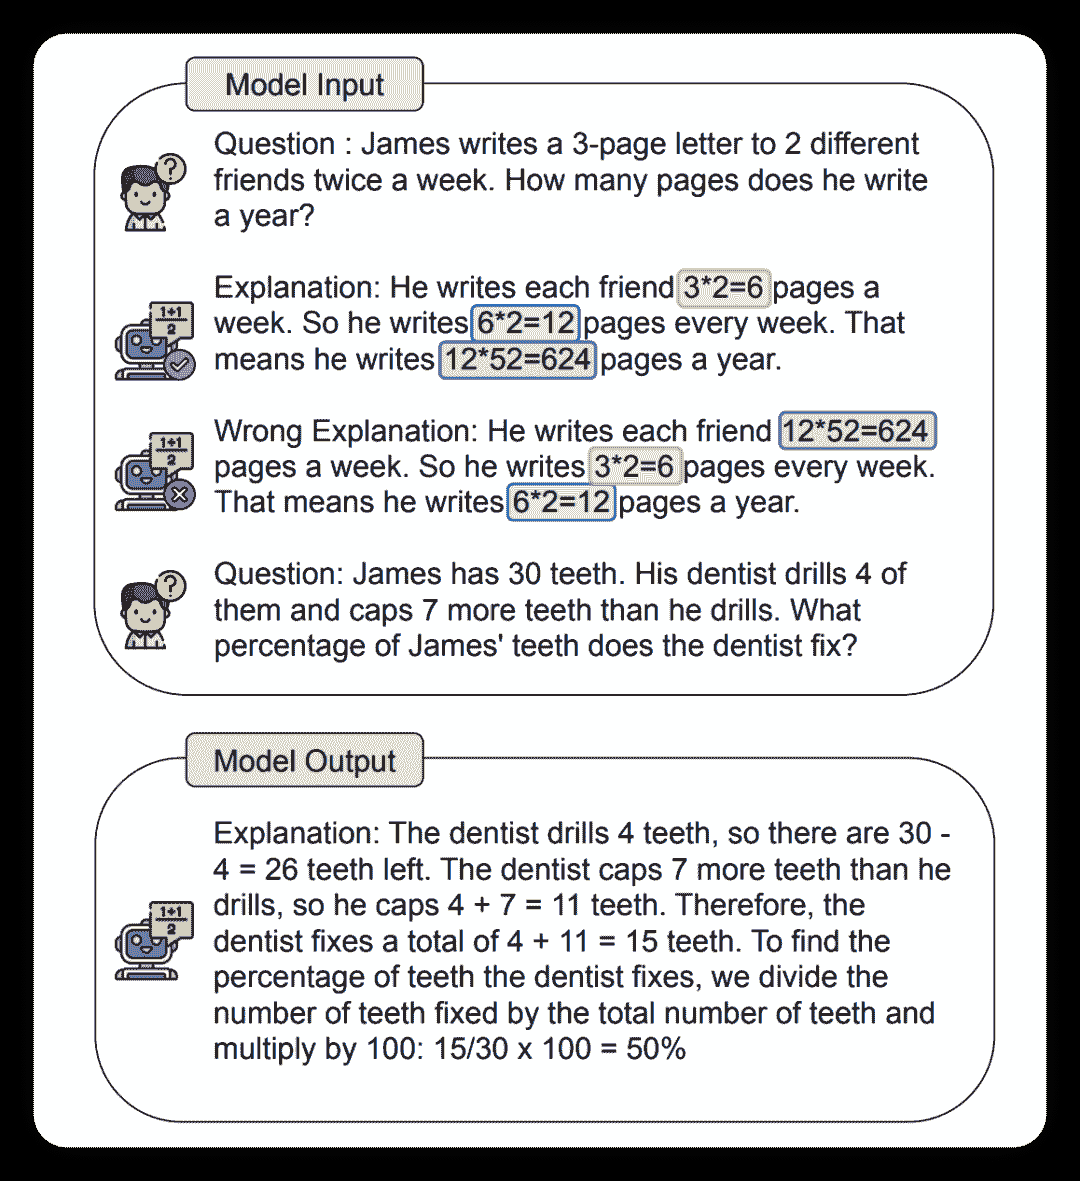 Model Input
Question : James writes a 3-page letter to 2 different
friends twice a week. How many pages does he write
a year?
1+1
2
Explanation: He writes each friend 3*2=6 pages a
week. So he writes 6*2=12 pages every week. That
means he writes 12*52=624 pages a year.
1+1
2
Wrong Explanation: He writes each friend 12*52=624
pages a week. So he writes 3*2=6 pages every week.
That means he writes 6*2=12 pages a year.
?
Question: James has 30 teeth. His dentist drills 4 of
them and caps 7 more teeth than he drills. What
percentage of James' teeth does the dentist fix?
Model Output
Explanation: The dentist drills 4 teeth, so there are 30 -
4 = 26 teeth left. The dentist caps 7 more teeth than he
drills, so he caps 4 + 7 = 11 teeth. Therefore, the
dentist fixes a total of 4 + 11 = 15 teeth. To find the
percentage of teeth the dentist fixes, we divide the
number of teeth fixed by the total number of teeth and
multiply by 100: 15/30 x 100 = 50%
1+1
2